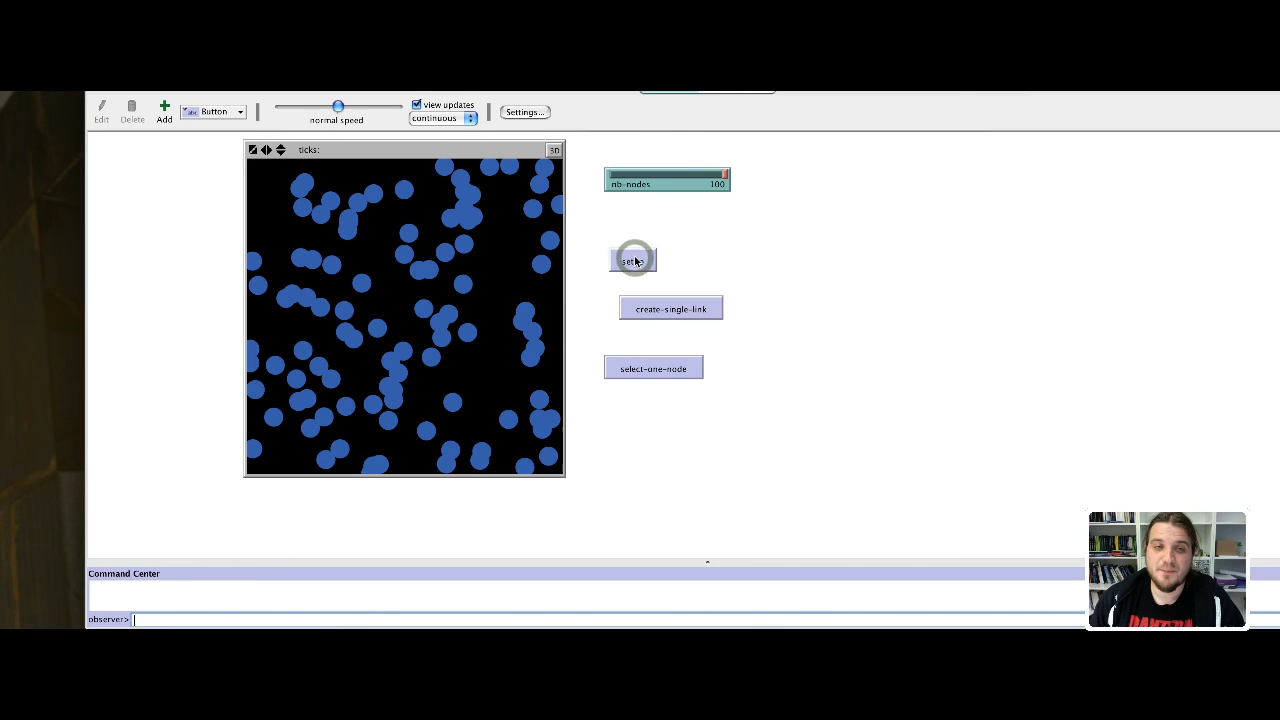 Edit
Delete
Add
abc Button
normal speed
view updates
continuous
Settings...
ticks:
3D
nb-nodes 100
create-single-link
select-one-node
Command Center
observer>